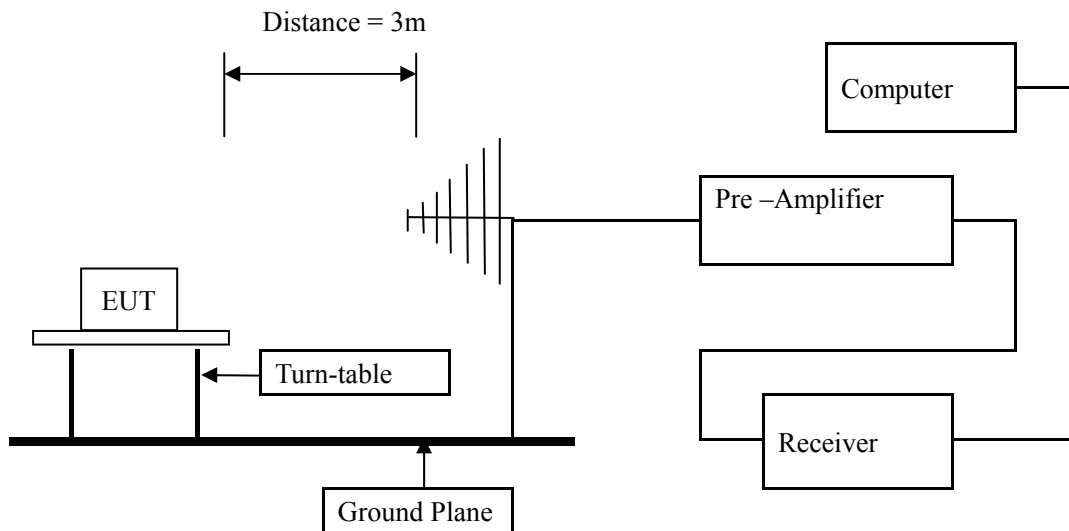 Distance = 3m
Computer
Pre –Amplifier
EUT
Turn-table
Receiver
Ground Plane